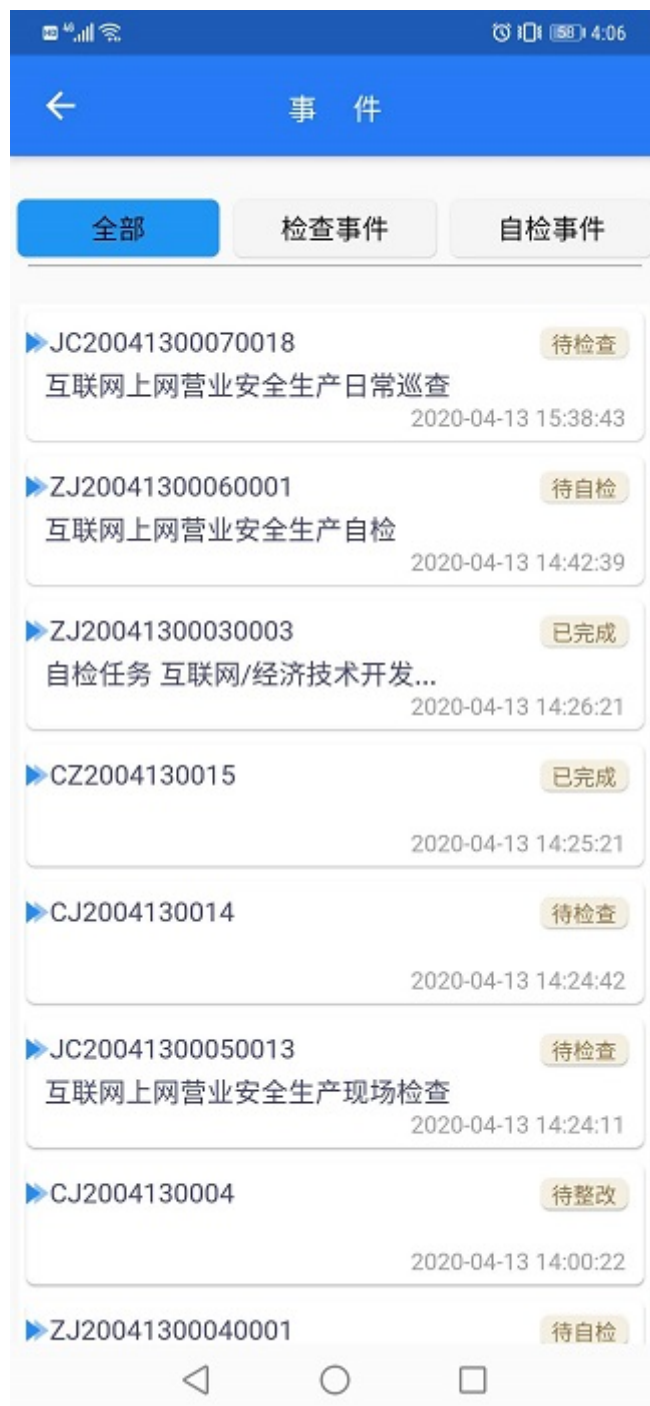 HD 4G 58 4:06
事 件
全部 检查事件 自检事件
JC20041300070018 待检查
互联网上网营业安全生产日常巡查
2020-04-13 15:38:43
ZJ20041300060001 待自检
互联网上网营业安全生产自检
2020-04-13 14:42:39
ZJ20041300030003 已完成
自检任务 互联网/经济技术开发...
2020-04-13 14:26:21
CZ2004130015 已完成
2020-04-13 14:25:21
CJ2004130014 待检查
2020-04-13 14:24:42
JC20041300050013 待检查
互联网上网营业安全生产现场检查
2020-04-13 14:24:11
CJ2004130004 待整改
2020-04-13 14:00:22
ZJ20041300040001 待自检